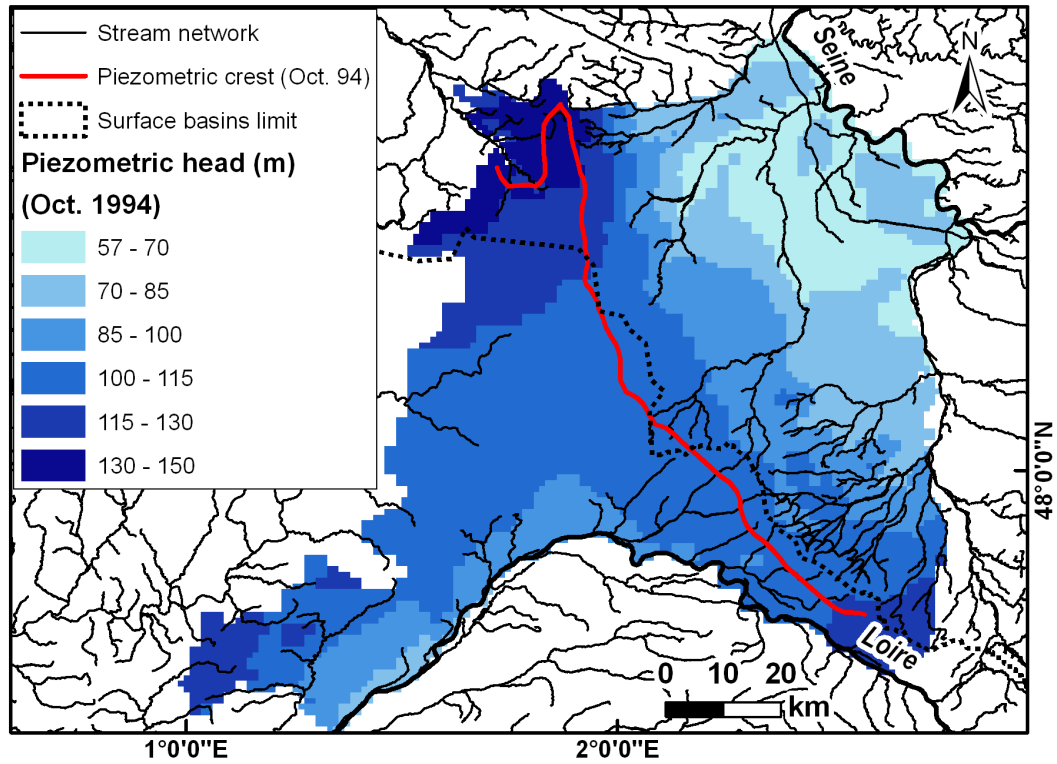 Stream network
Piezometric crest (Oct. 94)
Surface basins limit
Piezometric head (m)
(Oct. 1994)
57 - 70
70 - 85
85 - 100
100 - 115
115 - 130
130 - 150
Seine
N
48°0'0"N
Loire
0 10 20
km
1°0'0"E
2°0'0"E